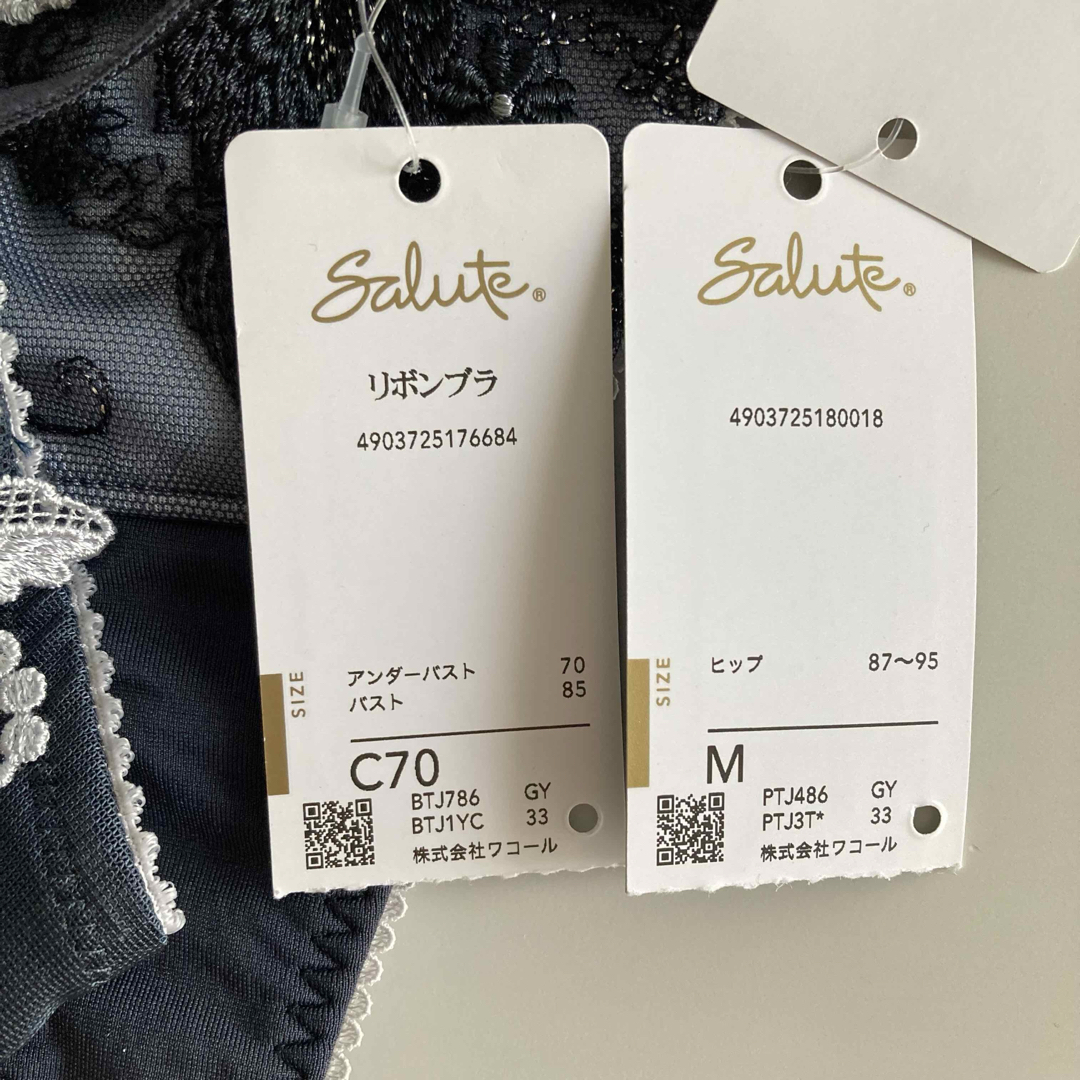 Salute®
リボンブラ
4903725176684
SIZE
アンダーバスト 70
バスト 85
C70
BTJ786 GY
BTJ1YC 33
株式会社ワコール
Salute®
4903725180018
SIZE
ヒップ 87〜95
M
PTJ486 GY
PTJ3T* 33
株式会社ワコール